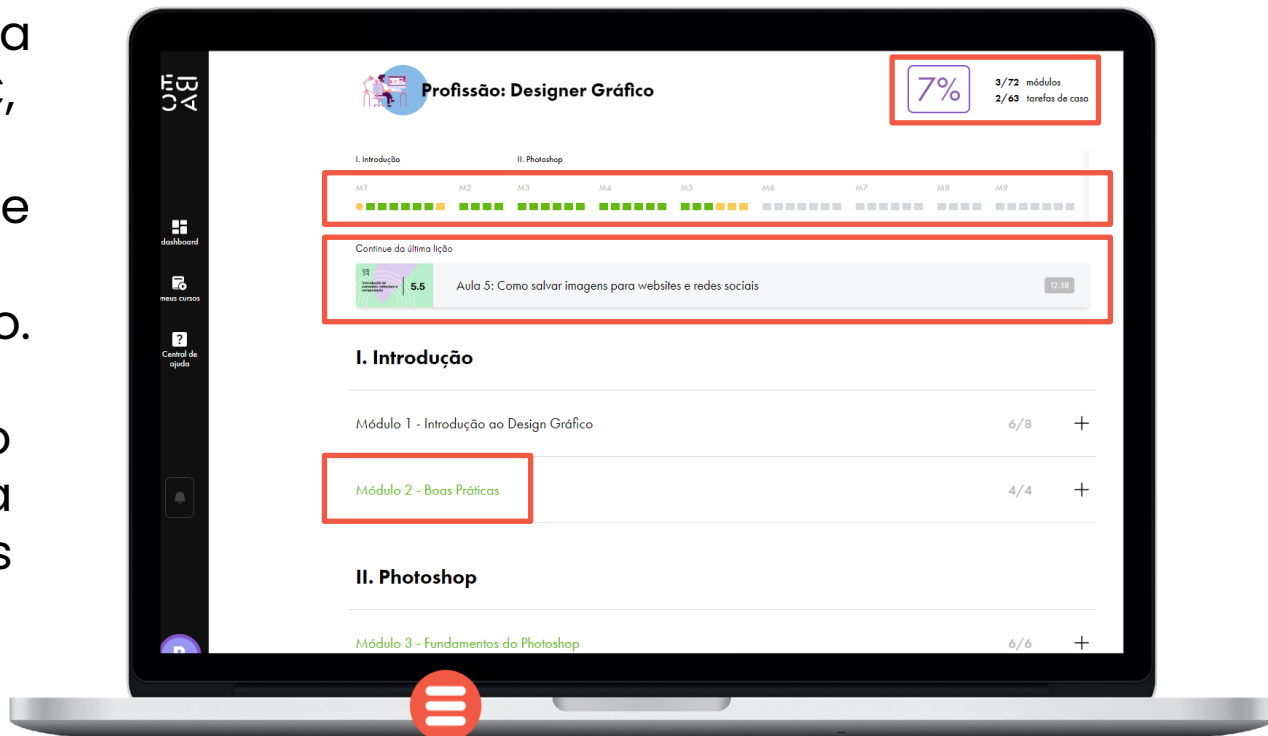 a
e
o.
o
a
s
EBAC
Profissão: Designer Gráfico
7%
3/72 módulos
2/63 tarefas de casa
I. Introdução
II. Photoshop
M1 M2 M3 M4 M5 M6 M7 M8 M9
dashboard
Continue da última lição
5.5
Aula 5: Como salvar imagens para websites e redes sociais
12:18
meus cursos
?
Central de
ajuda
I. Introdução
Módulo 1 - Introdução ao Design Gráfico
6/8 +
Módulo 2 - Boas Práticas
4/4 +
II. Photoshop
Módulo 3 - Fundamentos do Photoshop
6/6 +